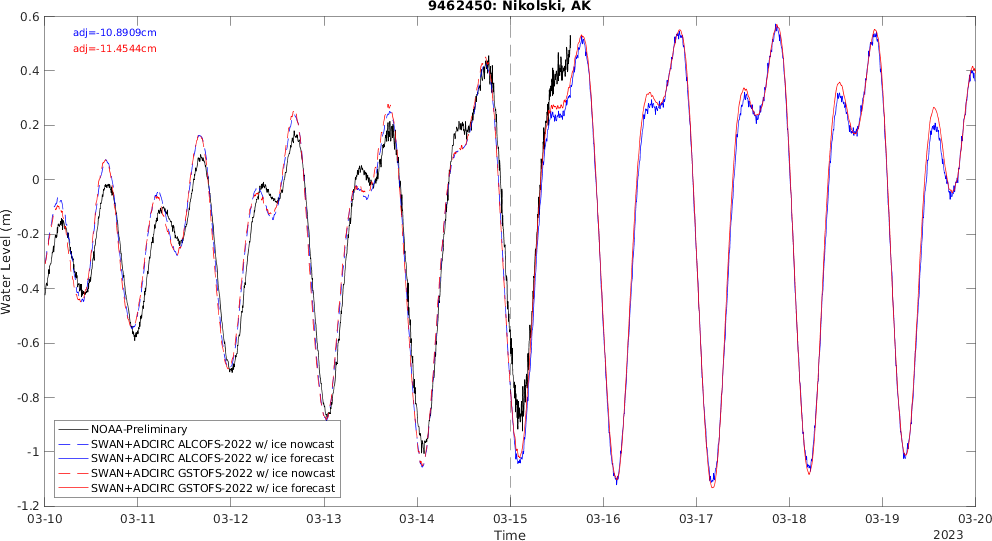 9462450: Nikolski, AK
adj=-10.8909cm
adj=-11.4544cm
Water Level (m)
0.6
0.4
0.2
0
-0.2
-0.4
-0.6
-0.8
-1
-1.2
NOAA-Preliminary
SWAN+ADCIRC ALCOFS-2022 w/ ice nowcast
SWAN+ADCIRC ALCOFS-2022 w/ ice forecast
SWAN+ADCIRC GSTOFS-2022 w/ ice nowcast
SWAN+ADCIRC GSTOFS-2022 w/ ice forecast
03-10 03-11 03-12 03-13 03-14 03-15 03-16 03-17 03-18 03-19 03-20
Time
2023